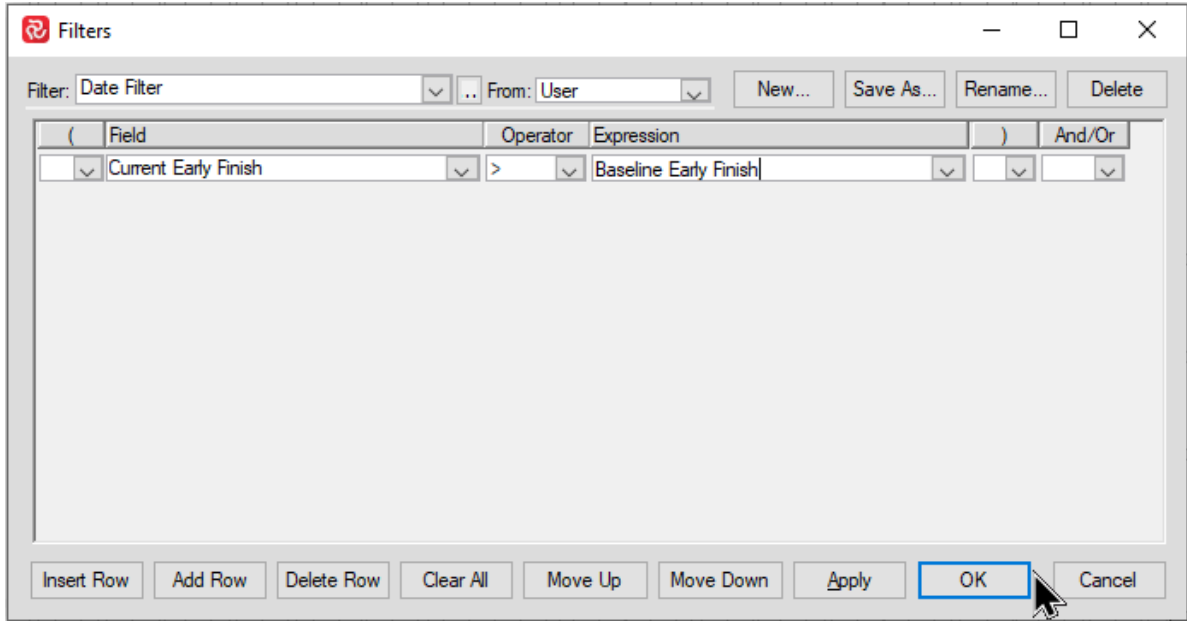 Filters
Filter: Date Filter .. From: User New... Save As... Rename... Delete
( Field Operator Expression ) And/Or
Current Early Finish > Baseline Early Finish
Insert Row Add Row Delete Row Clear All Move Up Move Down Apply OK Cancel